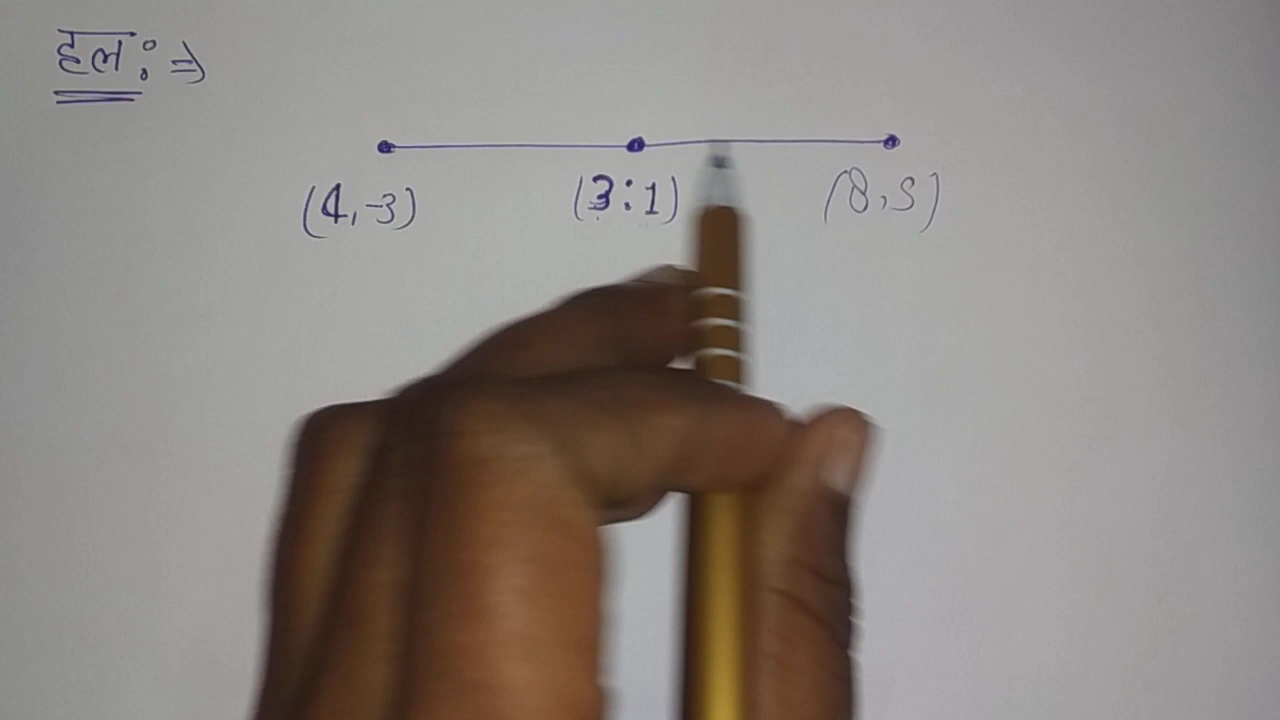 हल : ⇒
(4,-3) (3:1) (8,5)